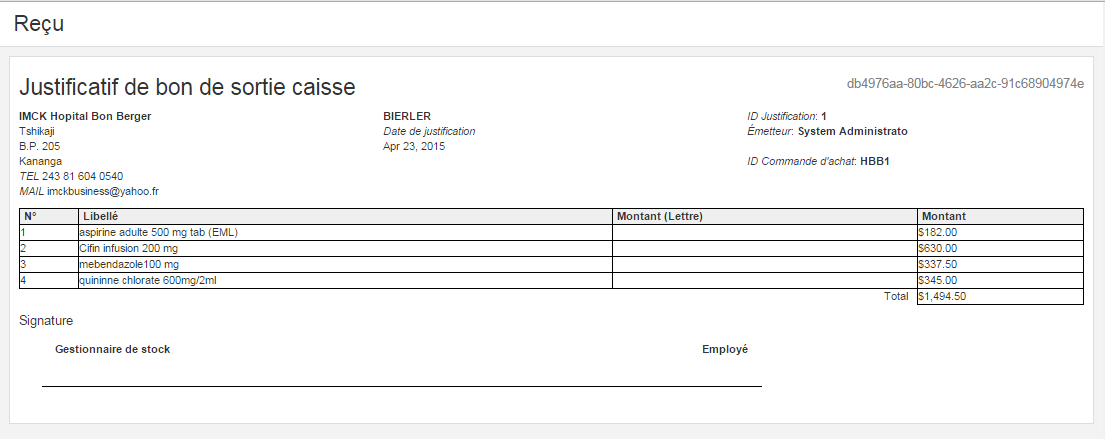 Reçu
Justificatif de bon de sortie caisse
db4976aa-80bc-4626-aa2c-91c68904974e
IMCK Hopital Bon Berger
Tshikaji
B.P. 205
Kananga
TEL 243 81 604 0540
MAIL imckbusiness@yahoo.fr
BIERLER
Date de justification
Apr 23, 2015
ID Justification: 1
Émetteur: System Administrato
ID Commande d'achat: HBB1
N° Libellé Montant (Lettre) Montant
1 aspirine adulte 500 mg tab (EML) $182.00
2 Cifin infusion 200 mg $630.00
3 mebendazole100 mg $337.50
4 quininne chlorate 600mg/2ml $345.00
Total $1,494.50
Signature
Gestionnaire de stock Employé